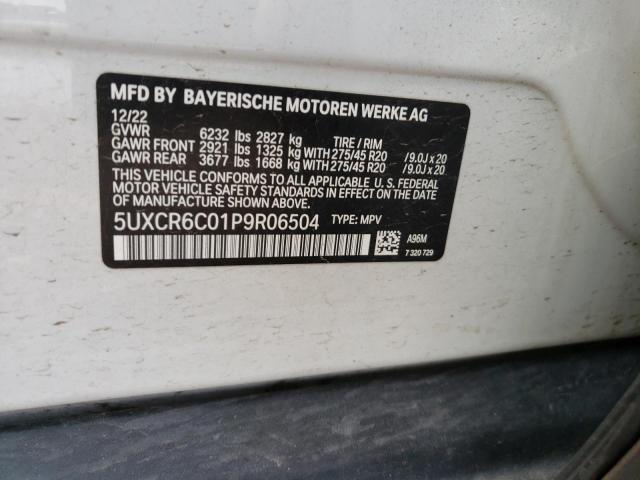 MFD BY BAYERISCHE MOTOREN WERKE AG
12/22
GVWR 6232 lbs 2827 kg TIRE / RIM
GAWR FRONT 2921 lbs 1325 kg WITH 275/45 R20 /9.0J x 20
GAWR REAR 3677 lbs 1668 kg WITH 275/45 R20 /9.0J x 20
THIS VEHICLE CONFORMS TO ALL APPLICABLE U. S. FEDERAL
MOTOR VEHICLE SAFETY STANDARDS IN EFFECT ON THE DATE
OF MANUFACTURE SHOWN ABOVE.
5UXCR6C01P9R06504 TYPE: MPV
A96M
7 320 729